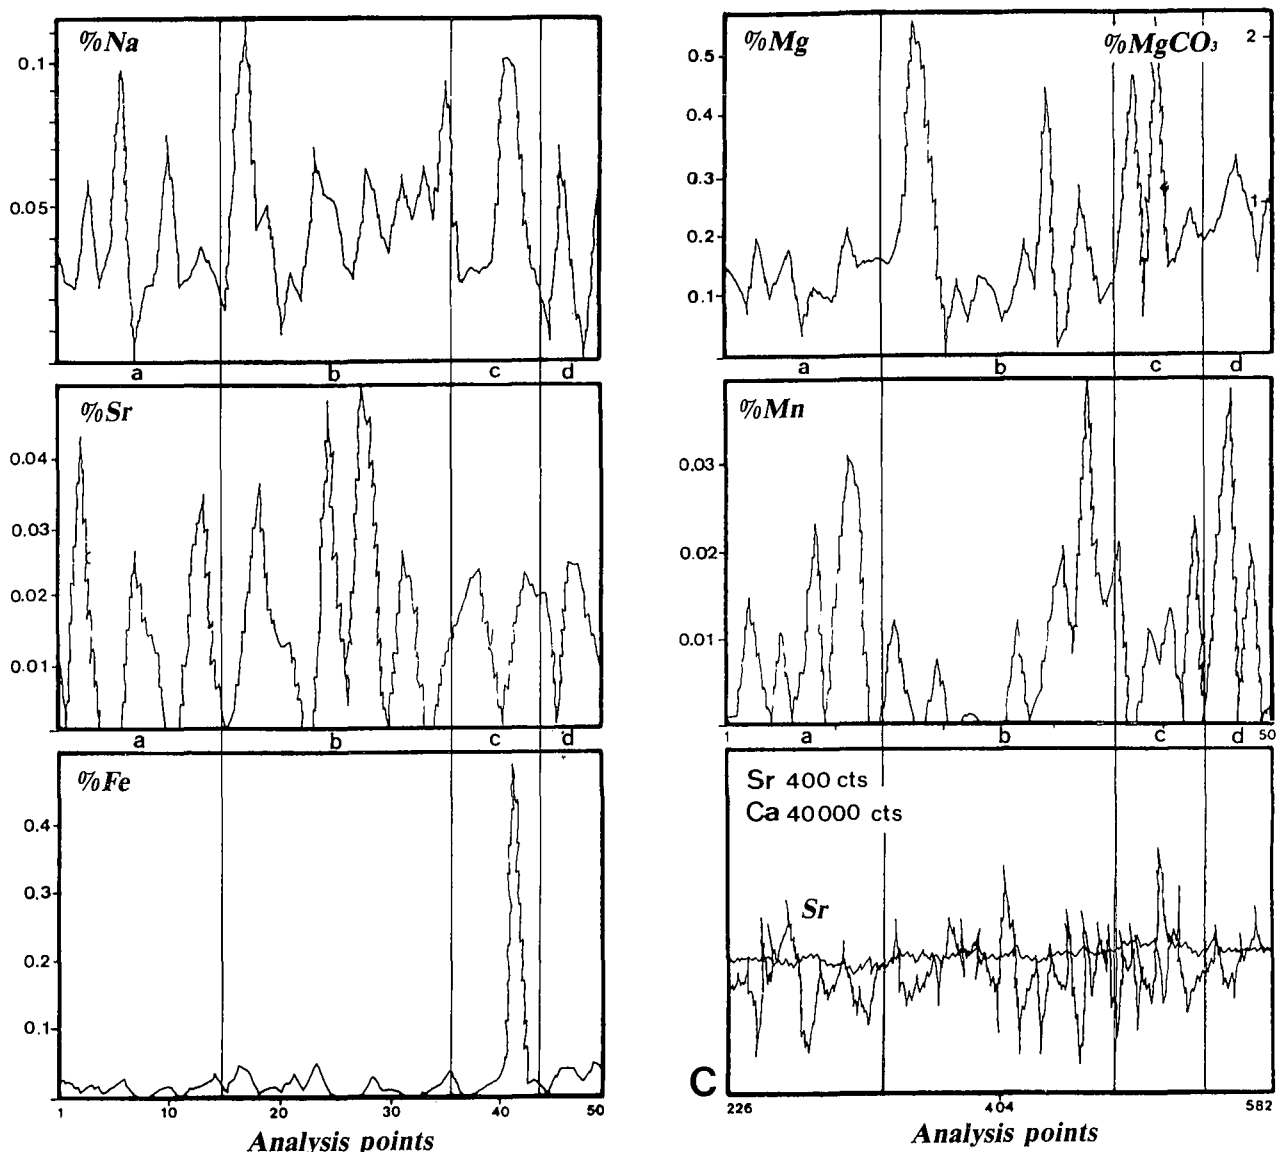 %Na
0.1
0.05
a b c d
%Mg %MgCO₃ 2
0.5
0.4
0.3
0.2
0.1
1
a b c d
%Sr
0.04
0.03
0.02
0.01
a b c d
%Mn
0.03
0.02
0.01
1 50
a b c d
%Fe
0.4
0.3
0.2
0.1
1 10 20 30 40 50
Analysis points
Sr 400 cts
Ca 40000 cts
Sr
C
226 404 582
Analysis points